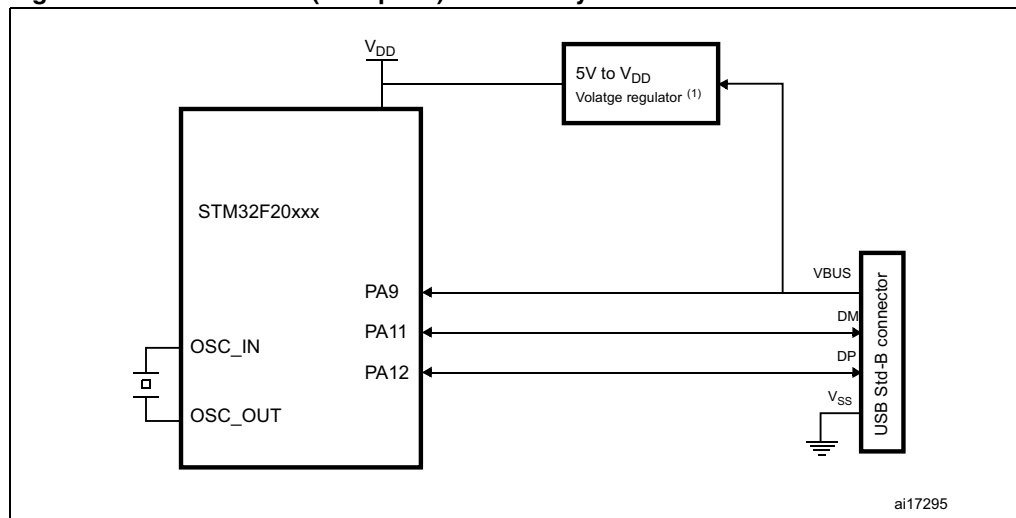 V_DD
5V to V_DD
Volatge regulator (1)
STM32F20xxx
VBUS
PA9
DM
PA11
OSC_IN
DP
PA12
V_SS
OSC_OUT
USB Std-B connector
ai17295